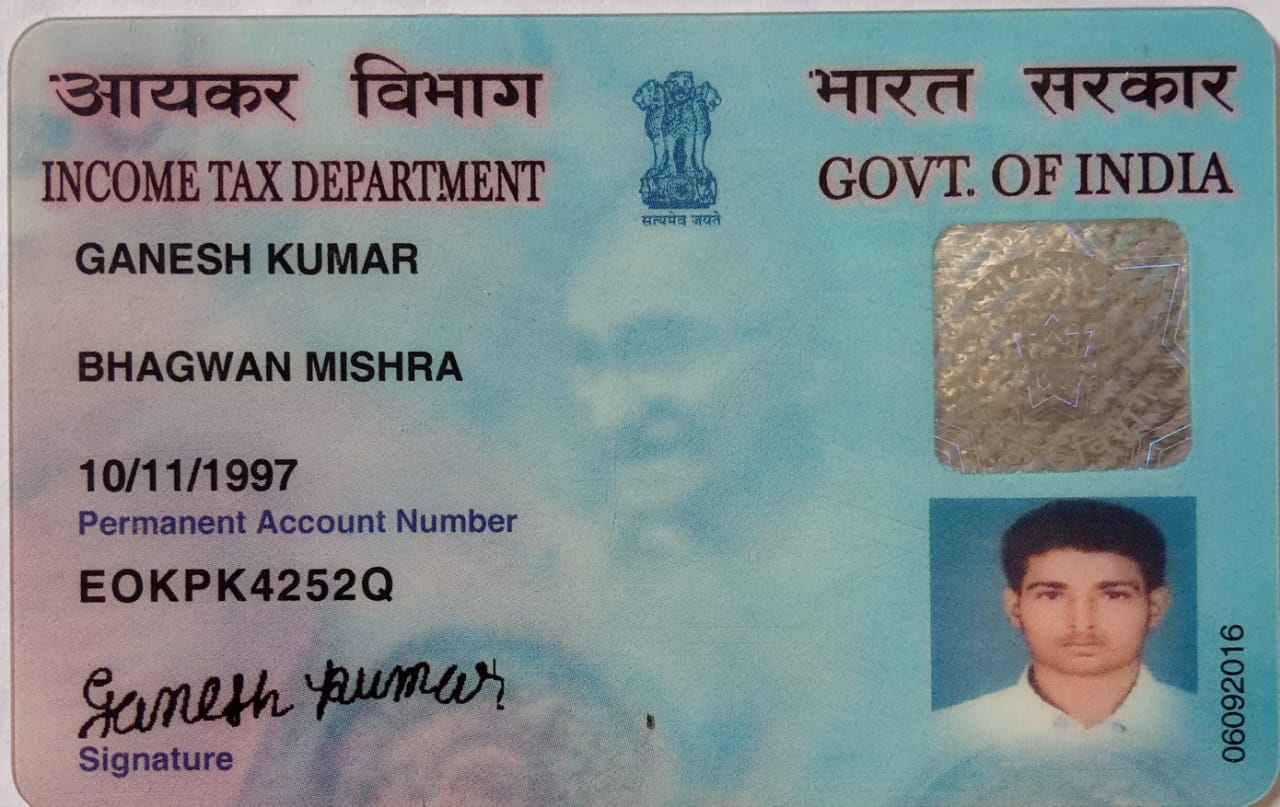 आयकर विभाग
INCOME TAX DEPARTMENT
सत्यमेव जयते
भारत सरकार
GOVT. OF INDIA
GANESH KUMAR
BHAGWAN MISHRA
10/11/1997
Permanent Account Number
EOKPK4252Q
Ganesh Kumar
Signature
06092016